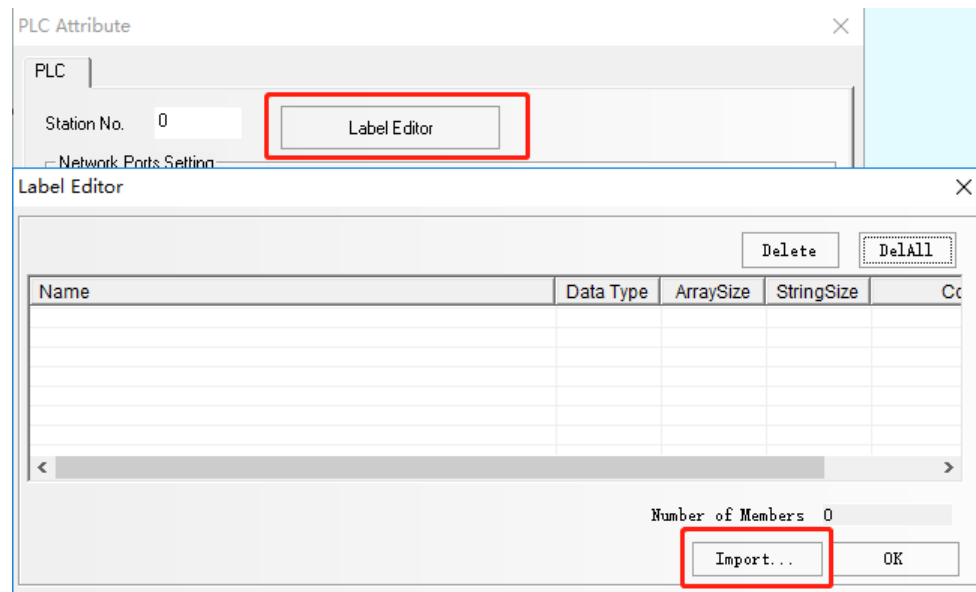 PLC Attribute
PLC
Station No. 0 Label Editor
Network Ports Setting
Label Editor
Delete DelAll
Name Data Type ArraySize StringSize
Number of Members 0
Import... OK